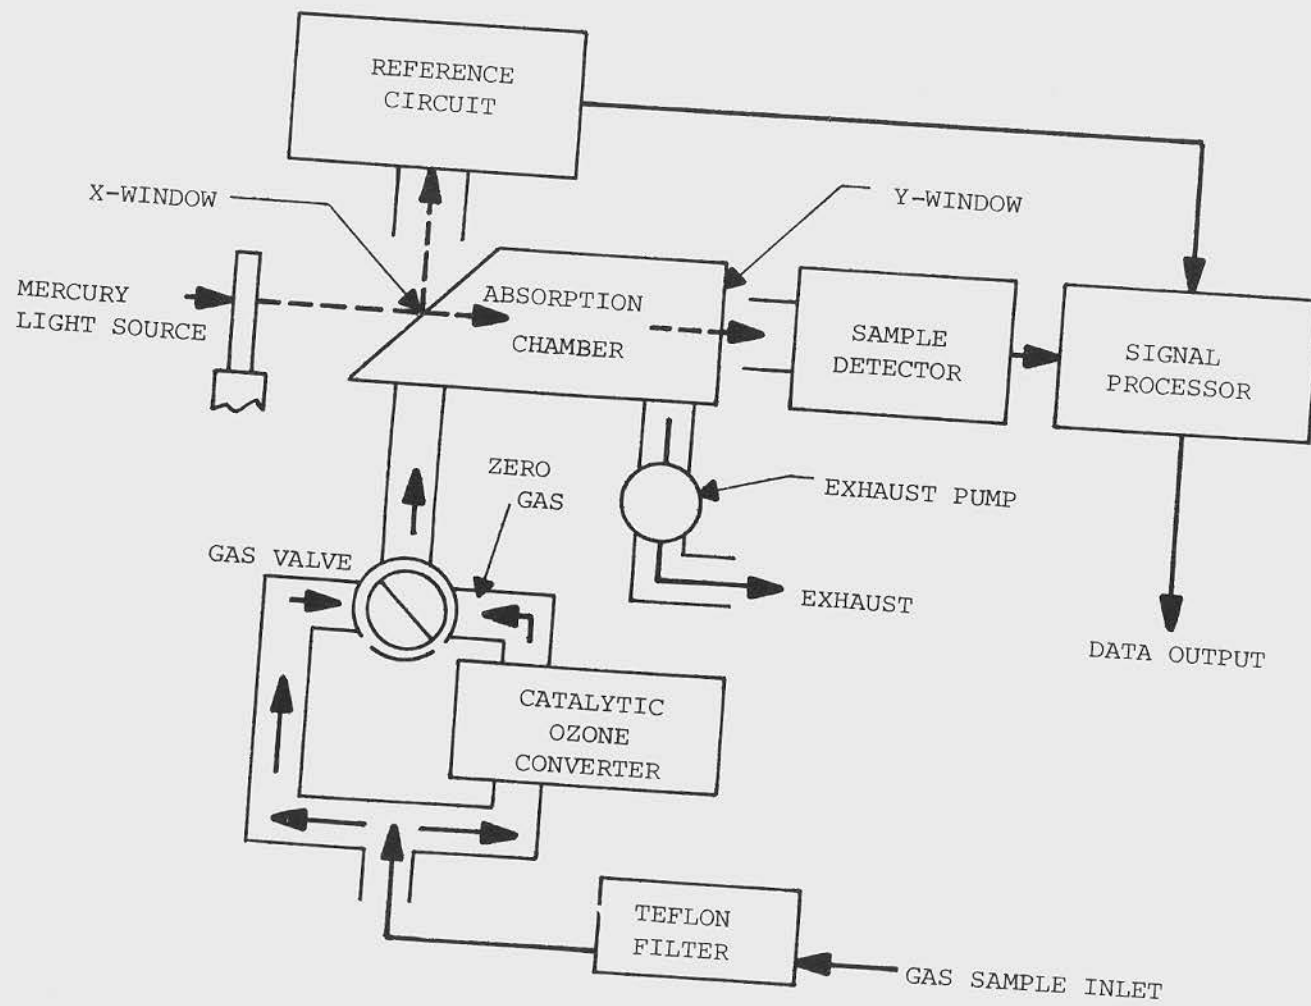 REFERENCE
CIRCUIT
X-WINDOW
Y-WINDOW
MERCURY
LIGHT SOURCE
ABSORPTION
CHAMBER
SAMPLE
DETECTOR
SIGNAL
PROCESSOR
ZERO
GAS
EXHAUST PUMP
GAS VALVE
EXHAUST
DATA OUTPUT
CATALYTIC
OZONE
CONVERTER
TEFLON
FILTER
GAS SAMPLE INLET